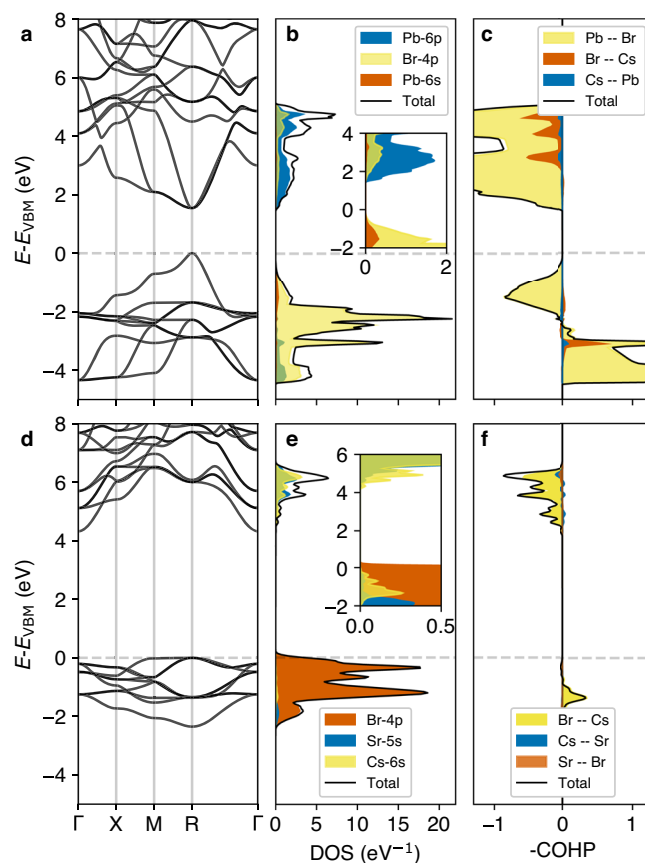 a
b
c
8
6
4
2
0
−2
−4
E-E_VBM (eV)
Pb-6p
Br-4p
Pb-6s
Total
4
2
0
−2
0
2
Pb -- Br
Br -- Cs
Cs -- Pb
Total
d
e
f
8
6
4
2
0
−2
−4
E-E_VBM (eV)
Γ
X
M
R
Γ
6
4
2
0
−2
0.0
0.5
Br-4p
Sr-5s
Cs-6s
Total
0
5
10
15
20
DOS (eV⁻¹)
Br -- Cs
Cs -- Sr
Sr -- Br
Total
−1
0
1
-COHP